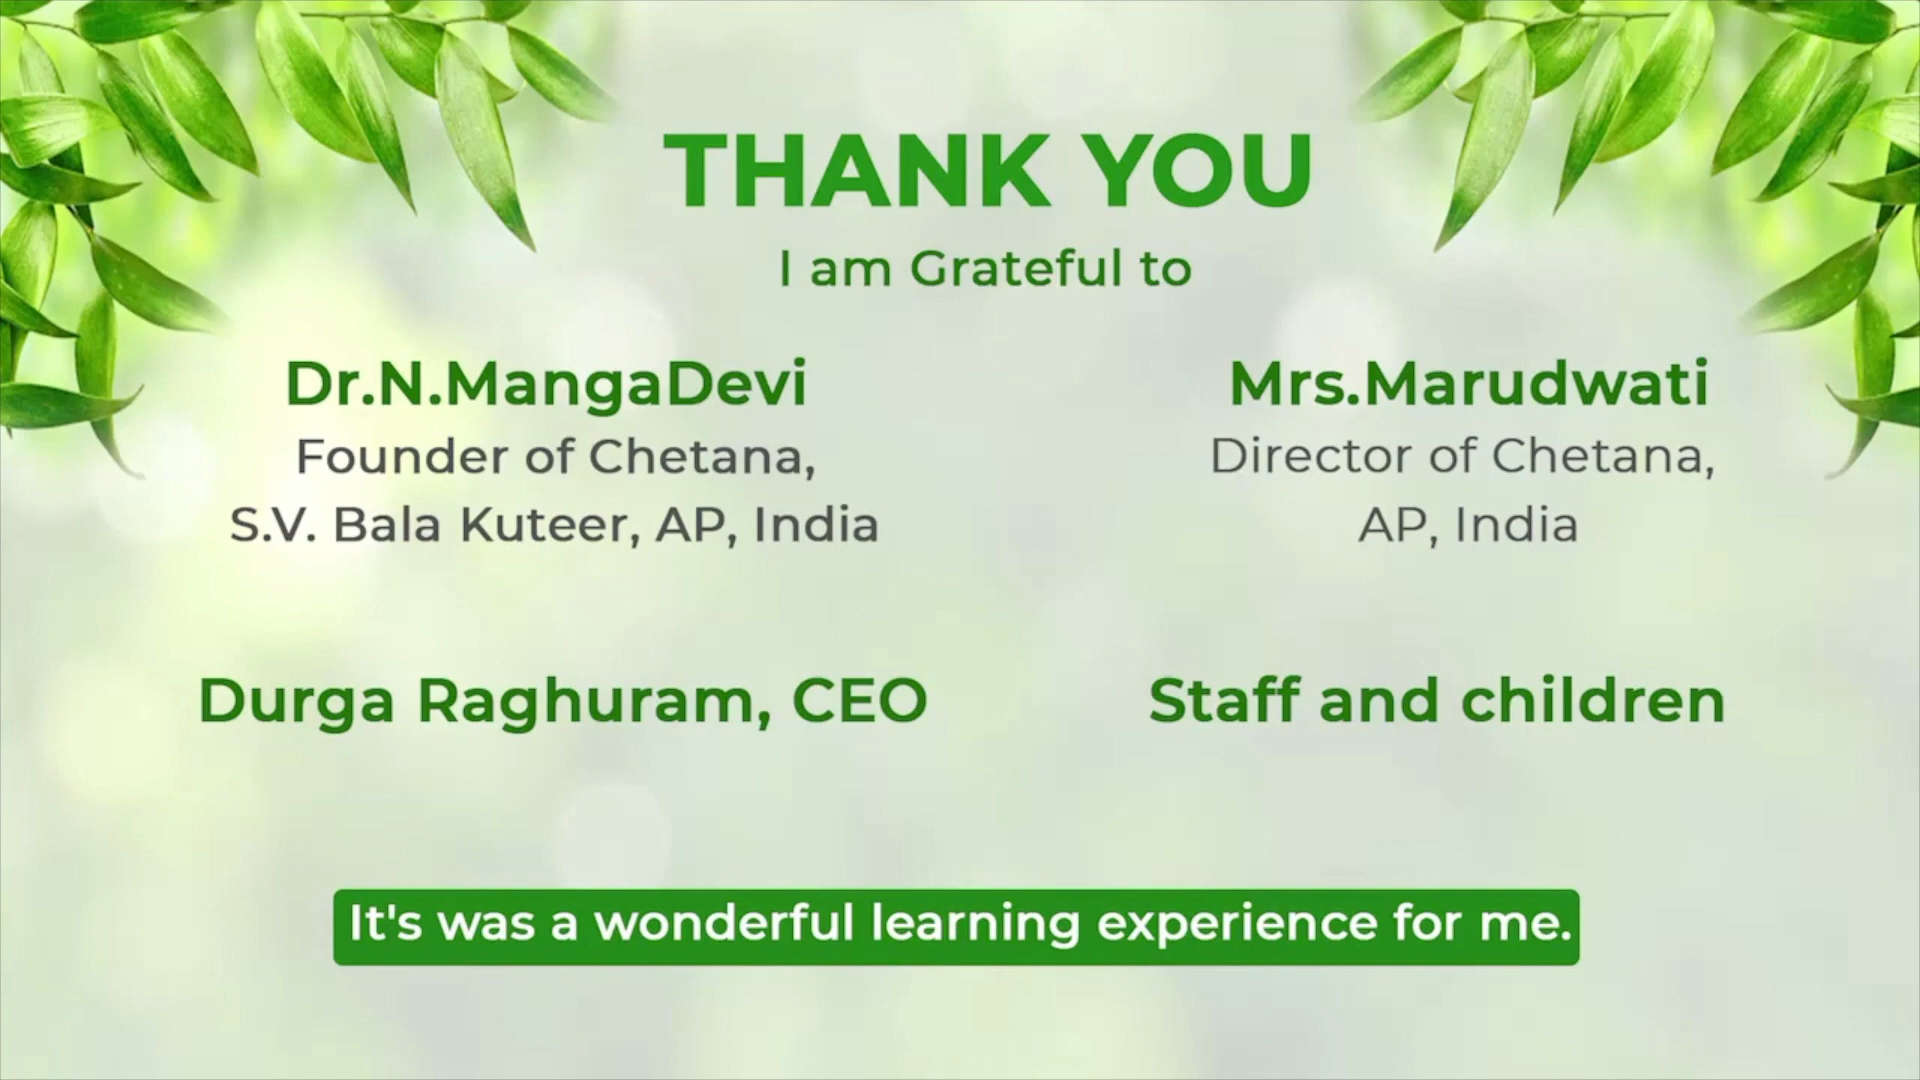 THANK YOU
I am Grateful to
Dr.N.MangaDevi
Founder of Chetana,
S.V. Bala Kuteer, AP, India
Mrs.Marudwati
Director of Chetana,
AP, India
Durga Raghuram, CEO
Staff and children
It's was a wonderful learning experience for me.